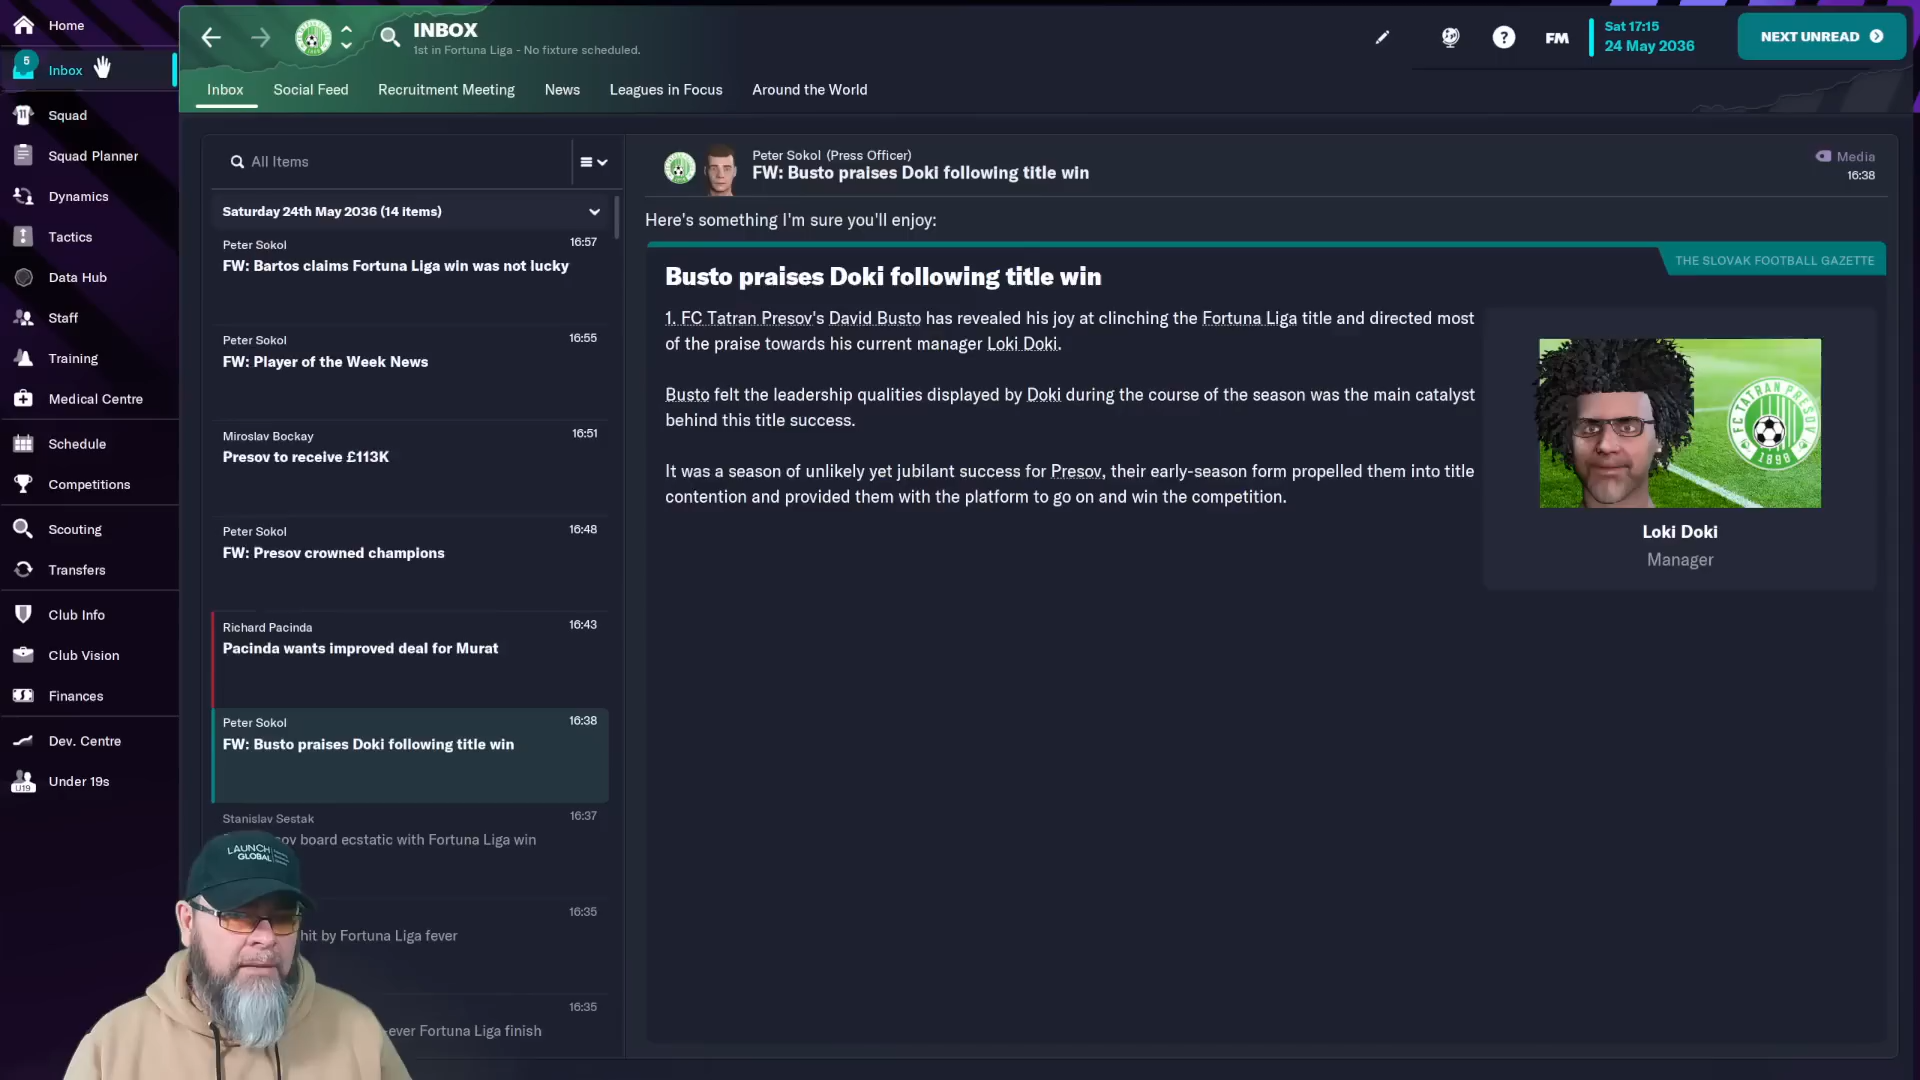 Home
5
Inbox
Squad
Squad Planner
Dynamics
Tactics
Data Hub
Staff
Training
Medical Centre
Schedule
Competitions
Scouting
Transfers
Club Info
Club Vision
Finances
Dev. Centre
U19
Under 19s
INBOX
1st in Fortuna Liga - No fixture scheduled.
?
FM
Sat 17:15
24 May 2036
NEXT UNREAD
Inbox
Social Feed
Recruitment Meeting
News
Leagues in Focus
Around the World
All Items
Saturday 24th May 2036 (14 items)
Peter Sokol 16:57
FW: Bartos claims Fortuna Liga win was not lucky
Peter Sokol 16:55
FW: Player of the Week News
Miroslav Bockay 16:51
Presov to receive £113K
Peter Sokol 16:48
FW: Presov crowned champions
Richard Pacinda 16:43
Pacinda wants improved deal for Murat
Peter Sokol 16:38
FW: Busto praises Doki following title win
Stanislav Sestak 16:37
board ecstatic with Fortuna Liga win
16:35
hit by Fortuna Liga fever
16:35
-ever Fortuna Liga finish
LAUNCH
GLOBAL
Peter Sokol (Press Officer)
FW: Busto praises Doki following title win
Media
16:38
Here's something I'm sure you'll enjoy:
THE SLOVAK FOOTBALL GAZETTE
Busto praises Doki following title win
1. FC Tatran Presov's David Busto has revealed his joy at clinching the Fortuna Liga title and directed most
of the praise towards his current manager Loki Doki.
Busto felt the leadership qualities displayed by Doki during the course of the season was the main catalyst
behind this title success.
It was a season of unlikely yet jubilant success for Presov, their early-season form propelled them into title
contention and provided them with the platform to go on and win the competition.
FC TATRAN PRESOV
1898
Loki Doki
Manager